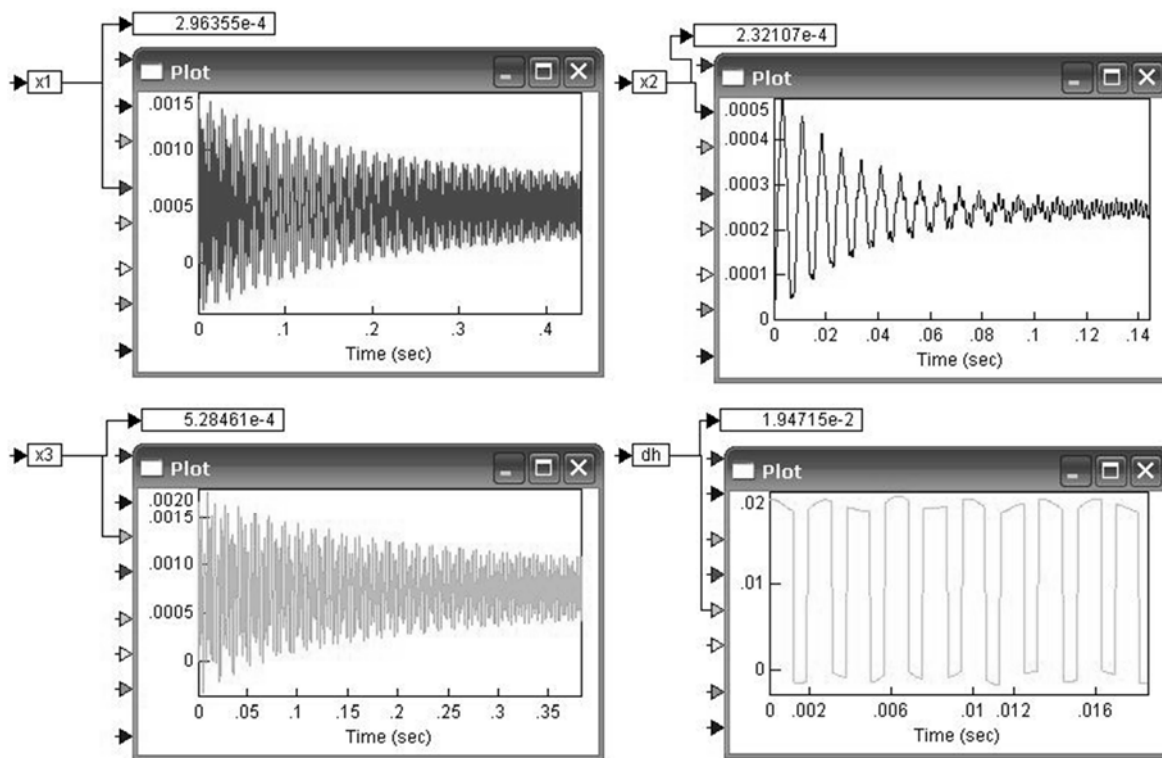 2.96355e-4
x1
Plot
.0015
.0010
.0005
0
0 .1 .2 .3 .4
Time (sec)
2.32107e-4
x2
Plot
.0005
.0004
.0003
.0002
.0001
0
0 .02 .04 .06 .08 .1 .12 .14
Time (sec)
5.28461e-4
x3
Plot
.0020
.0015
.0010
.0005
0
0 .05 .1 .15 .2 .25 .3 .35
Time (sec)
1.94715e-2
dh
Plot
.02
.01
0
0 .002 .006 .01 .012 .016
Time (sec)